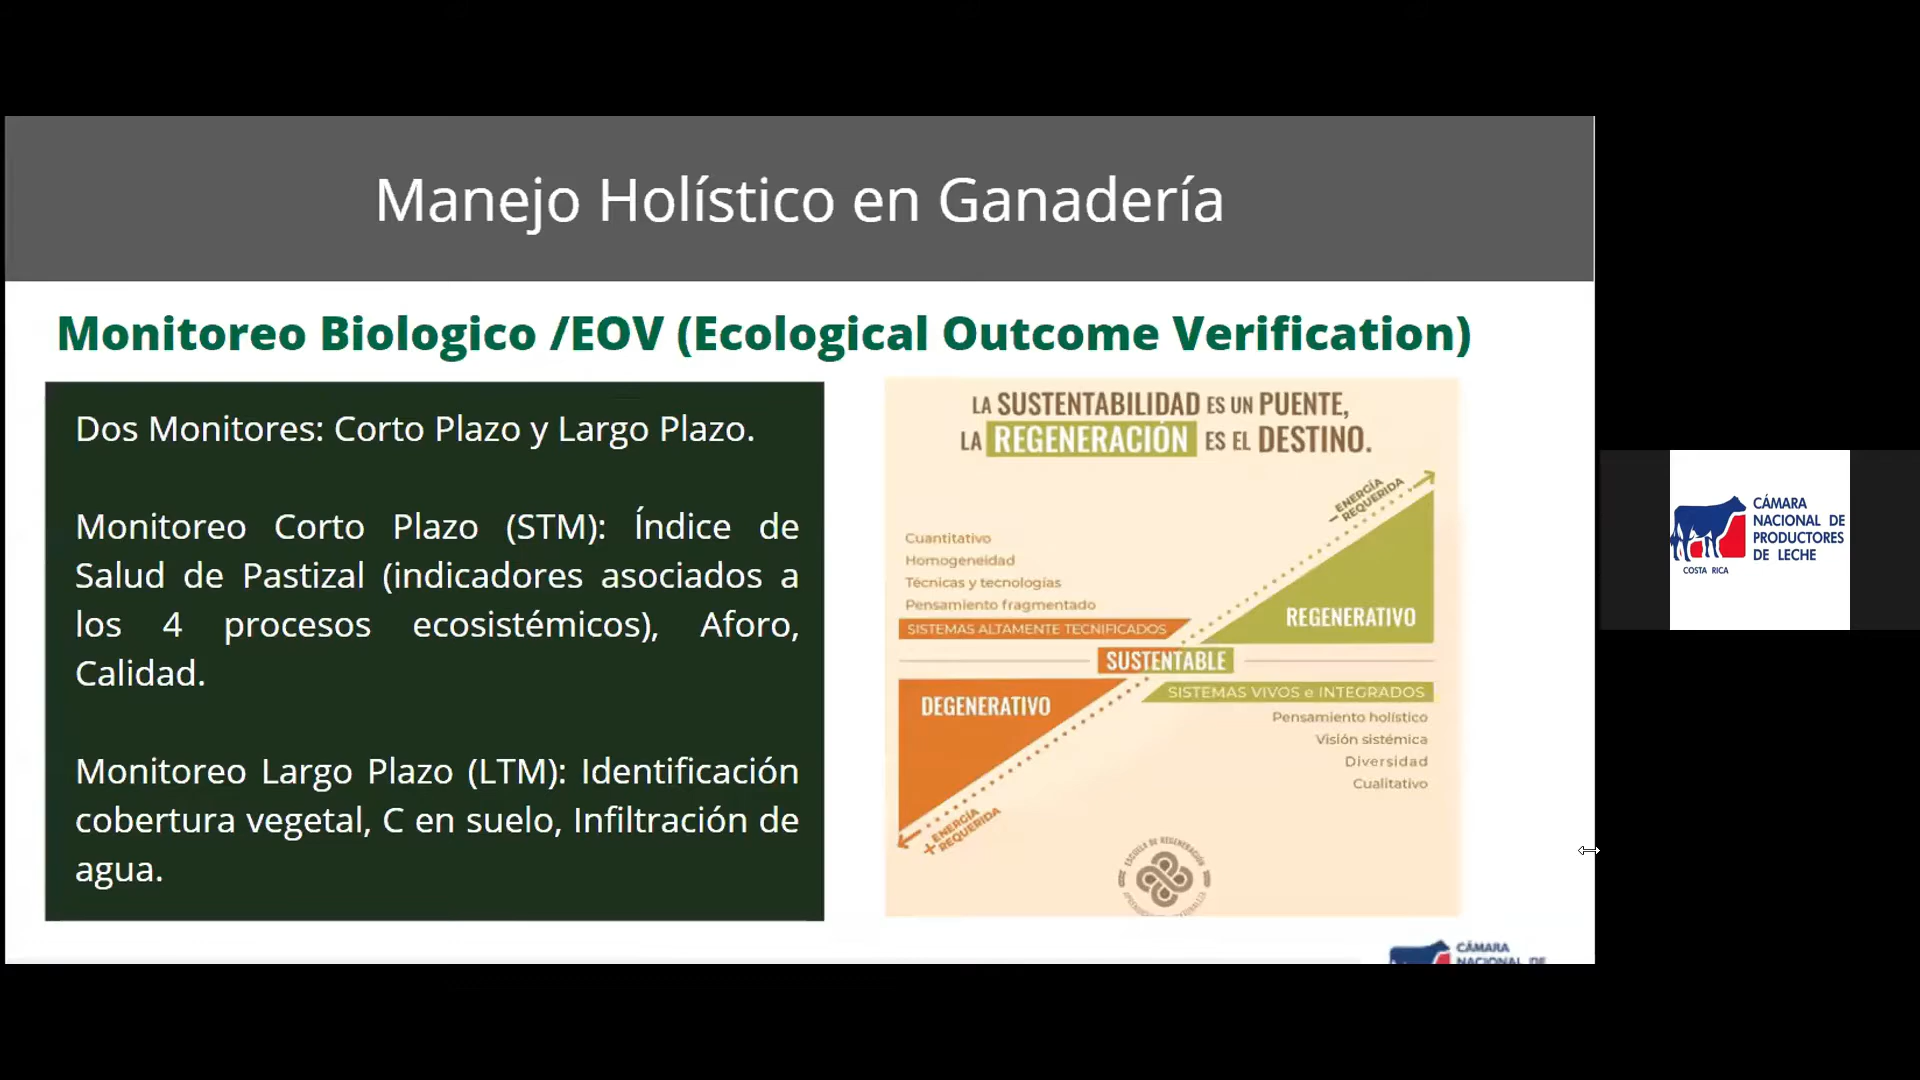 Manejo Holístico en Ganadería
Monitoreo Biologico /EOV (Ecological Outcome Verification)
Dos Monitores: Corto Plazo y Largo Plazo.
Monitoreo Corto Plazo (STM): Índice de
Salud de Pastizal (indicadores asociados a
los 4 procesos ecosistémicos), Aforo,
Calidad.
Monitoreo Largo Plazo (LTM): Identificación
cobertura vegetal, C en suelo, Infiltración de
agua.
LA SUSTENTABILIDAD ES UN PUENTE,
LA REGENERACIÓN ES EL DESTINO.
- ENERGÍA
REQUERIDA
Cuantitativo
Homogeneidad
Técnicas y tecnologías
Pensamiento fragmentado
SISTEMAS ALTAMENTE TECNIFICADOS
REGENERATIVO
SUSTENTABLE
DEGENERATIVO
SISTEMAS VIVOS e INTEGRADOS
Pensamiento holístico
Visión sistémica
Diversidad
Cualitativo
+ ENERGÍA
REQUERIDA
ESCUELA DE REGENERACIÓN
CÁMARA
NACIONAL DE
CÁMARA
NACIONAL DE
PRODUCTORES
DE LECHE
COSTA RICA